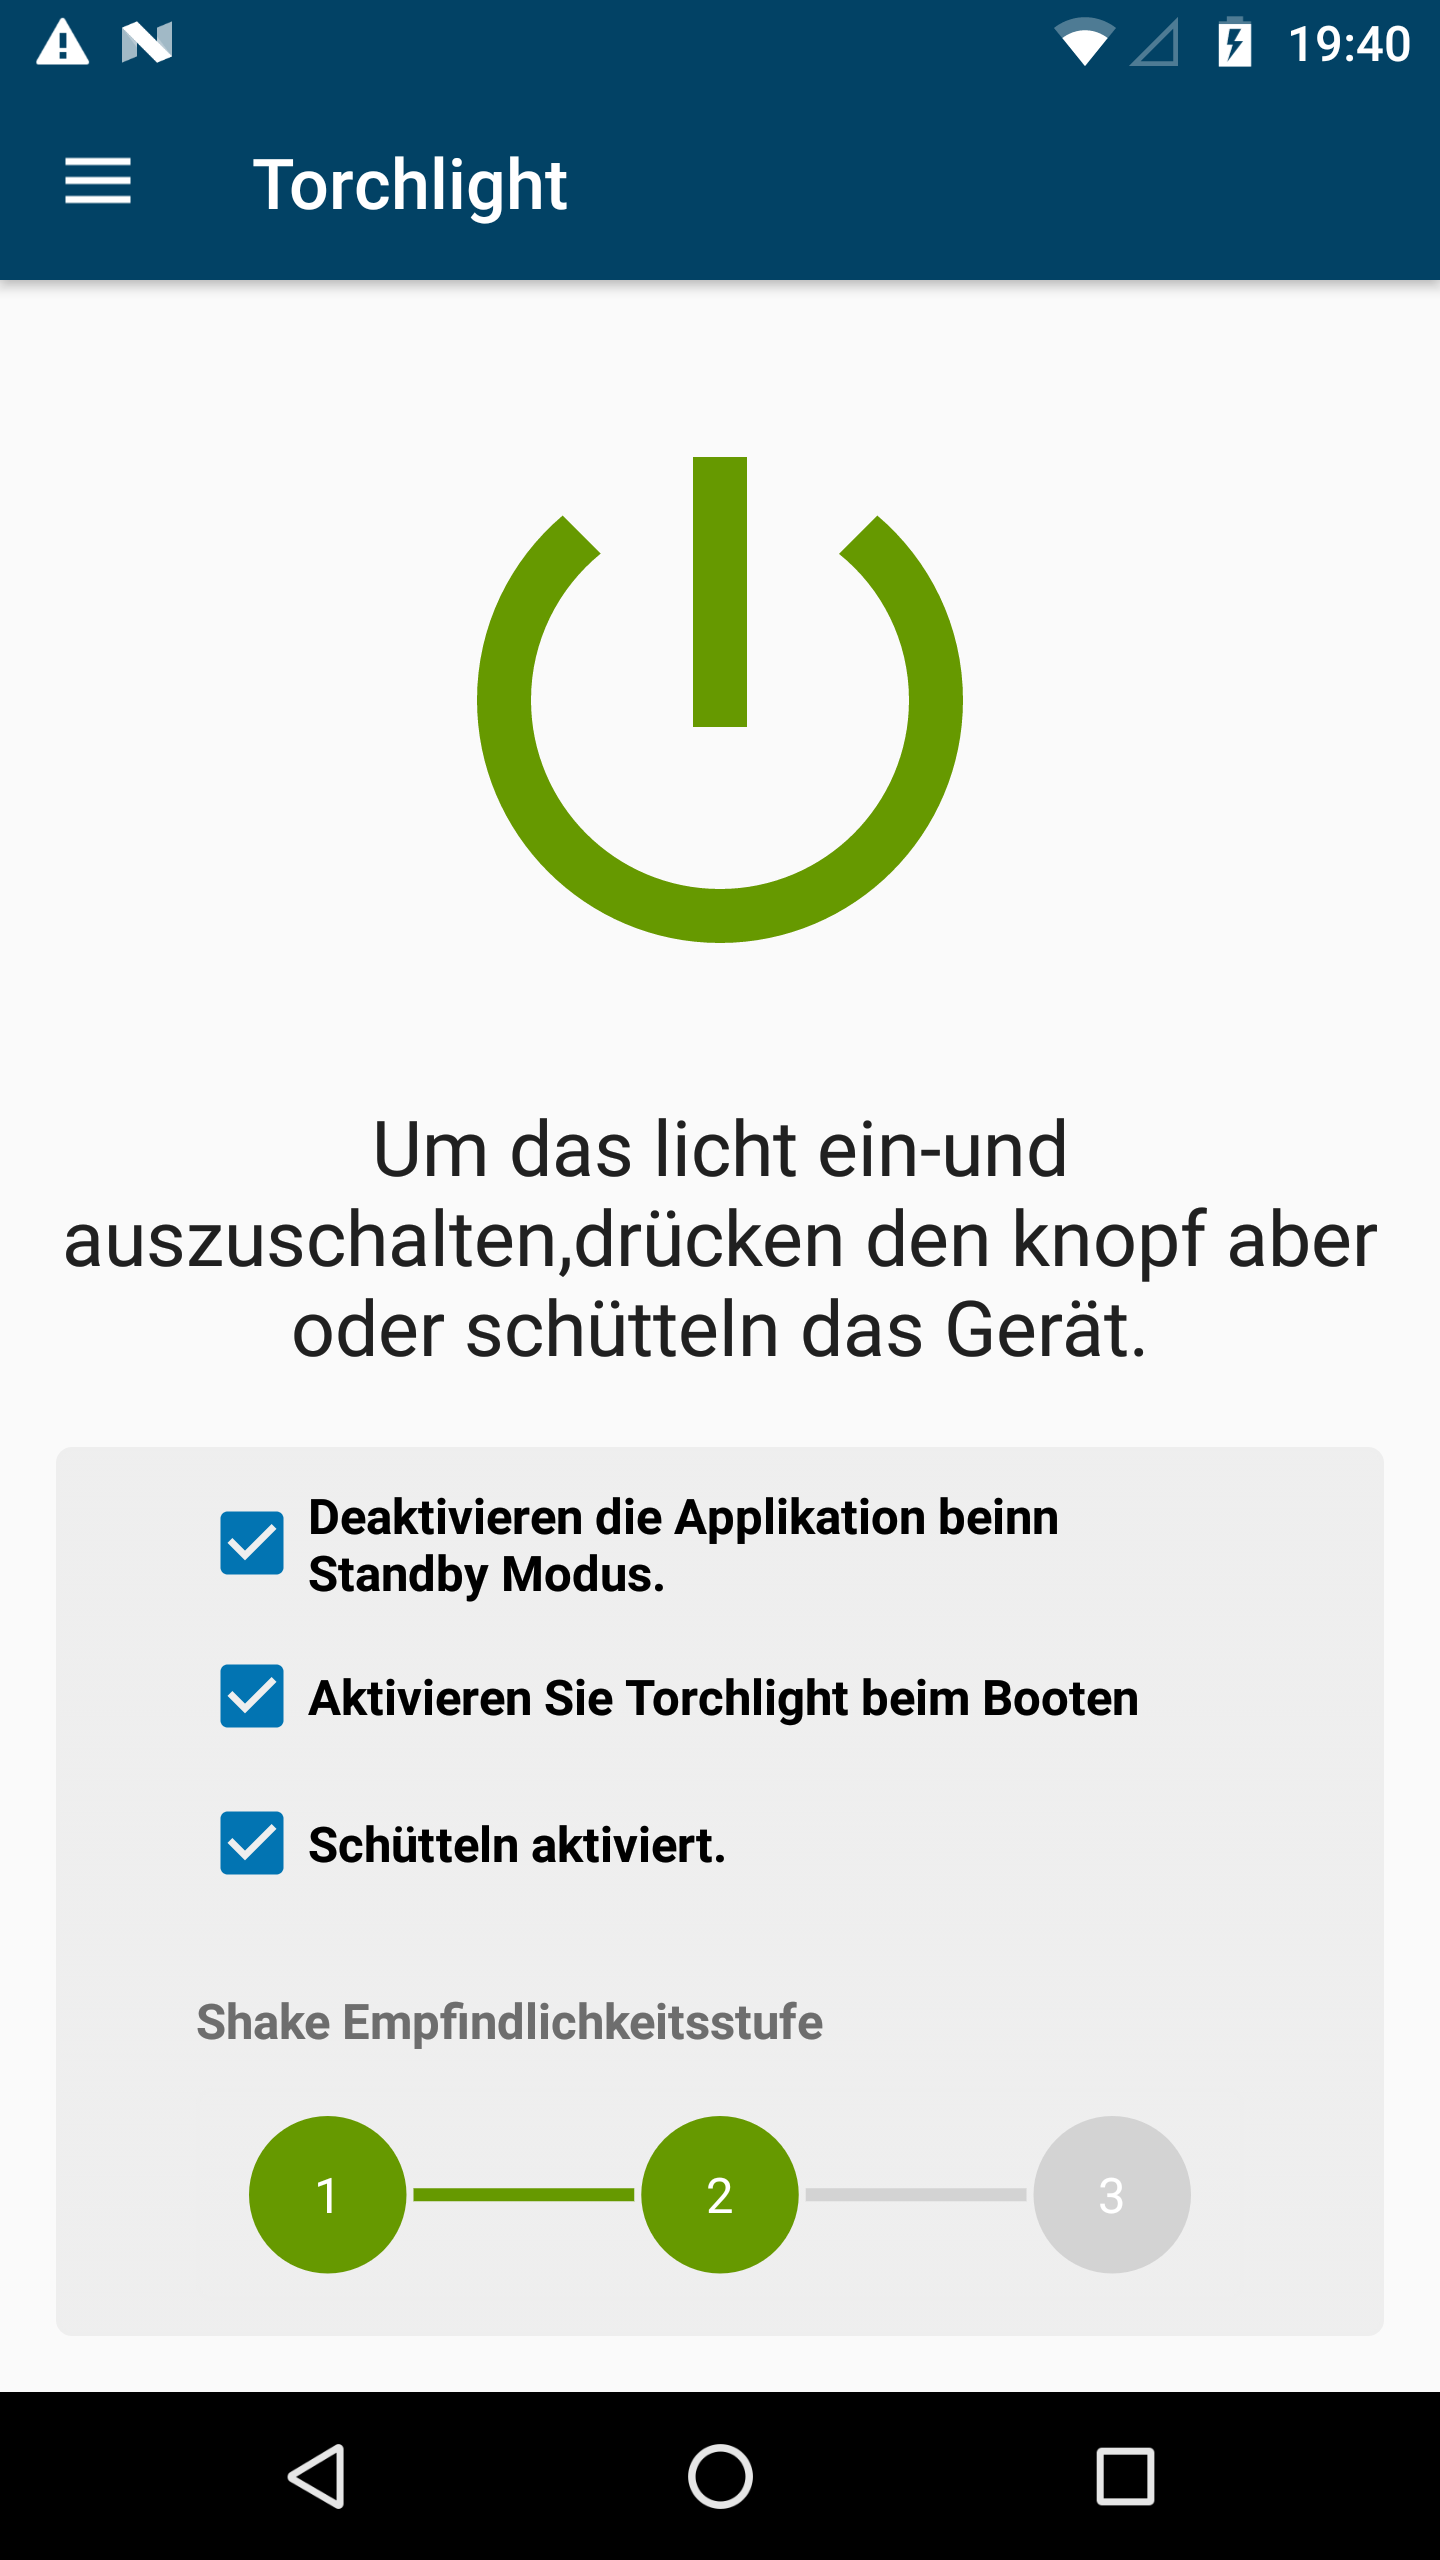 19:40
Torchlight
Um das licht ein-und
auszuschalten,drücken den knopf aber
oder schütteln das Gerät.
Deaktivieren die Applikation beinn
Standby Modus.
Aktivieren Sie Torchlight beim Booten
Schütteln aktiviert.
Shake Empfindlichkeitsstufe
1 2 3